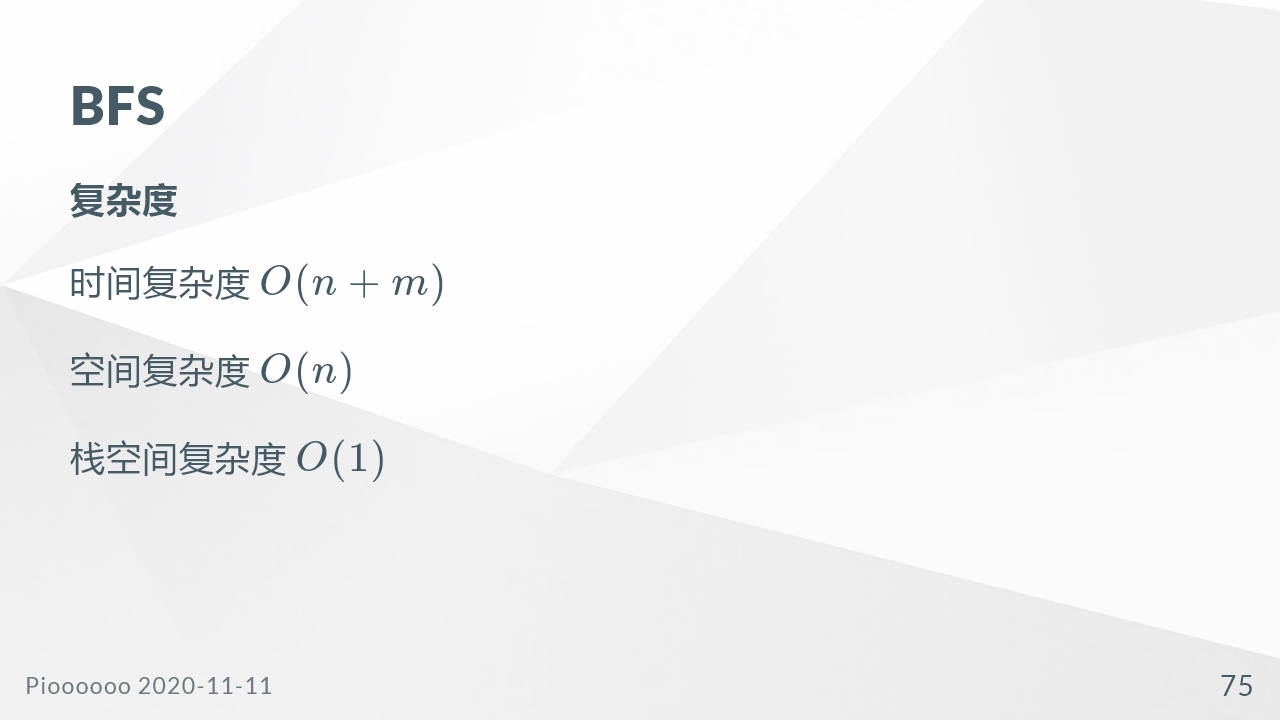 BFS
复杂度
时间复杂度 O(n + m)
空间复杂度 O(n)
栈空间复杂度 O(1)
Pioooooo 2020-11-11
75